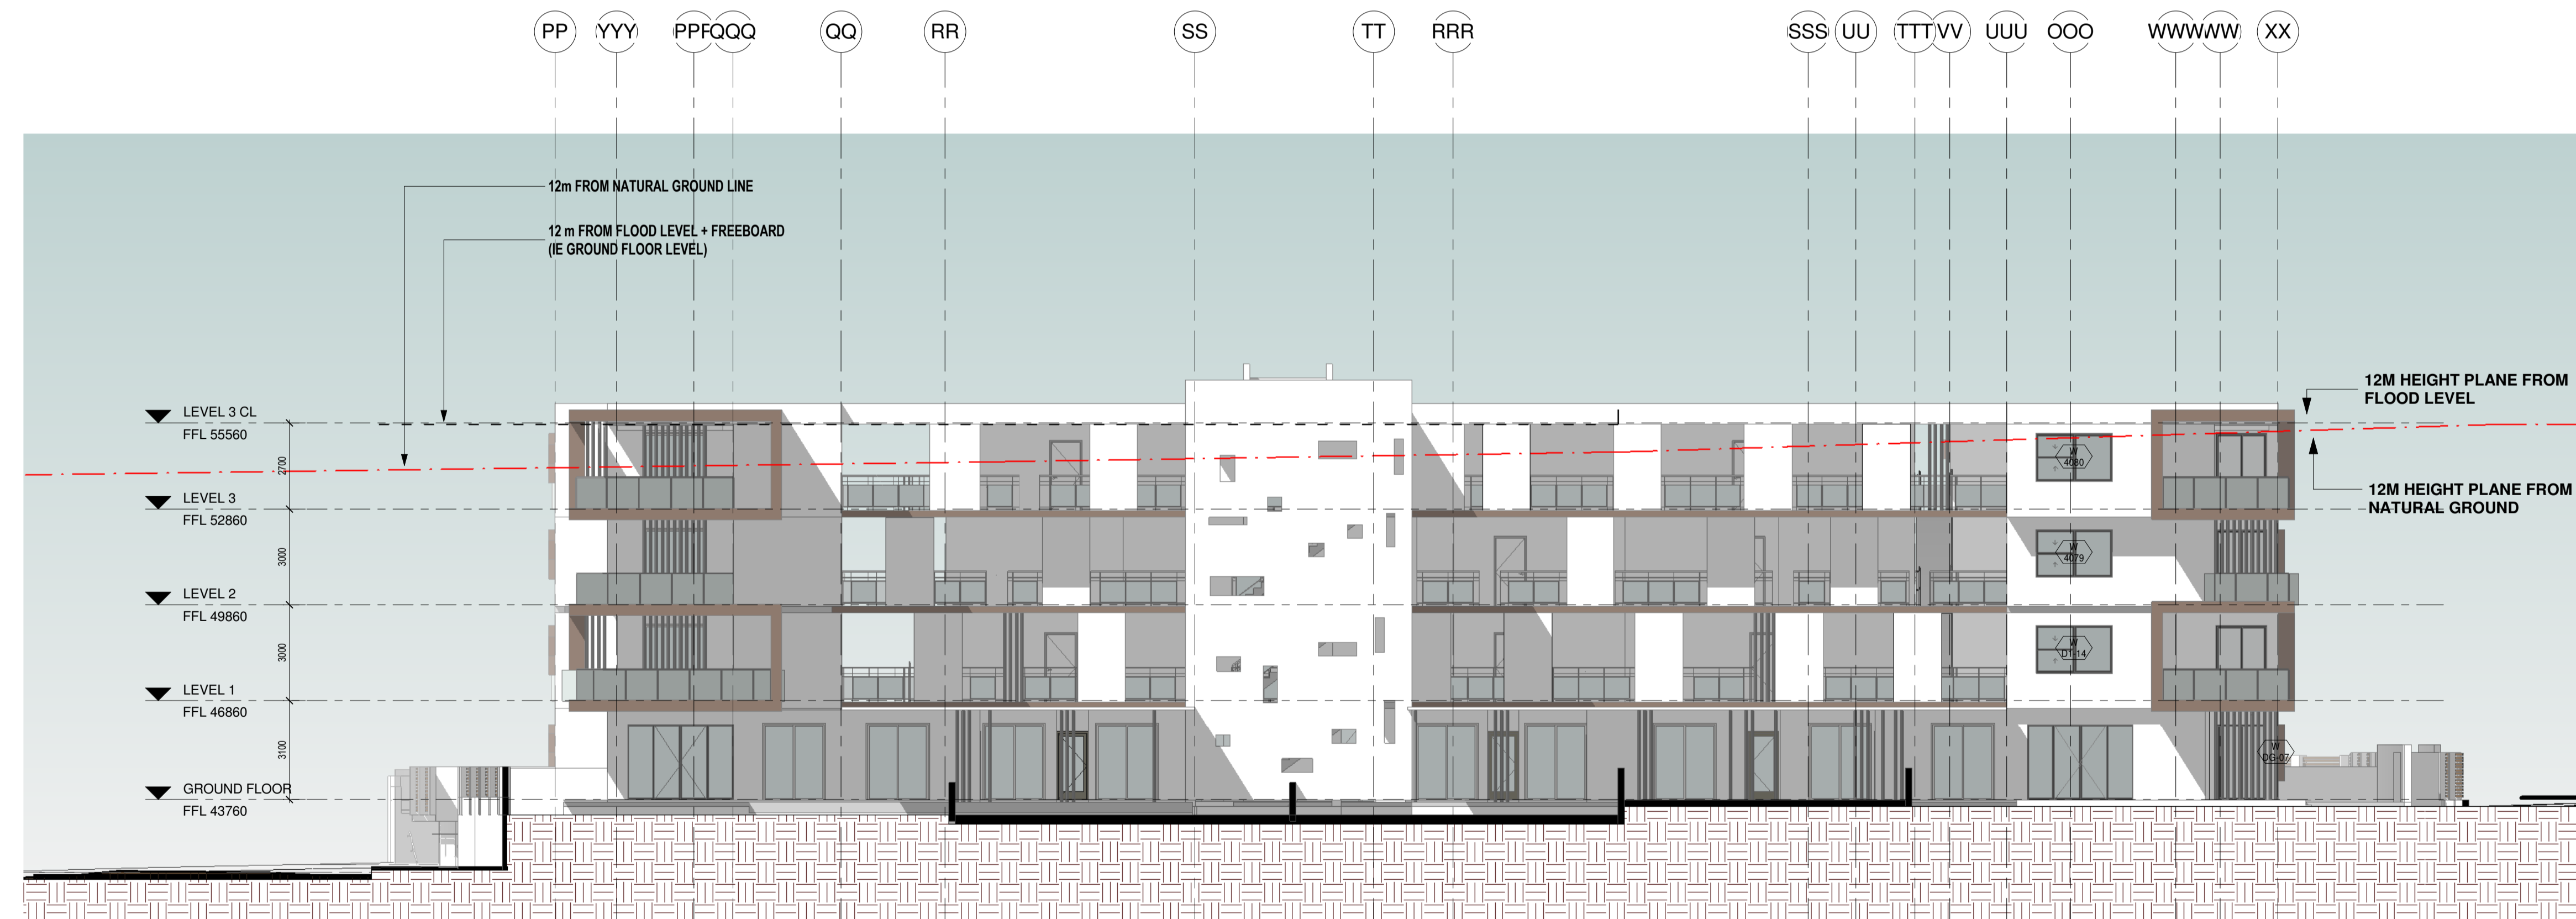 PP YYY PPP QQQ QQ RR SS TT RRR SSS UU TTT VV UUU OOO WWW WW XX
12m FROM NATURAL GROUND LINE
12 m FROM FLOOD LEVEL + FREEBOARD
(IE GROUND FLOOR LEVEL)
12M HEIGHT PLANE FROM
FLOOD LEVEL
12M HEIGHT PLANE FROM
NATURAL GROUND
LEVEL 3 CL
FFL 55560
2700
LEVEL 3
FFL 52860
3000
LEVEL 2
FFL 49860
3000
LEVEL 1
FFL 46860
3100
GROUND FLOOR
FFL 43760
W
4080
W
4079
W
D1-14
W
DG-07